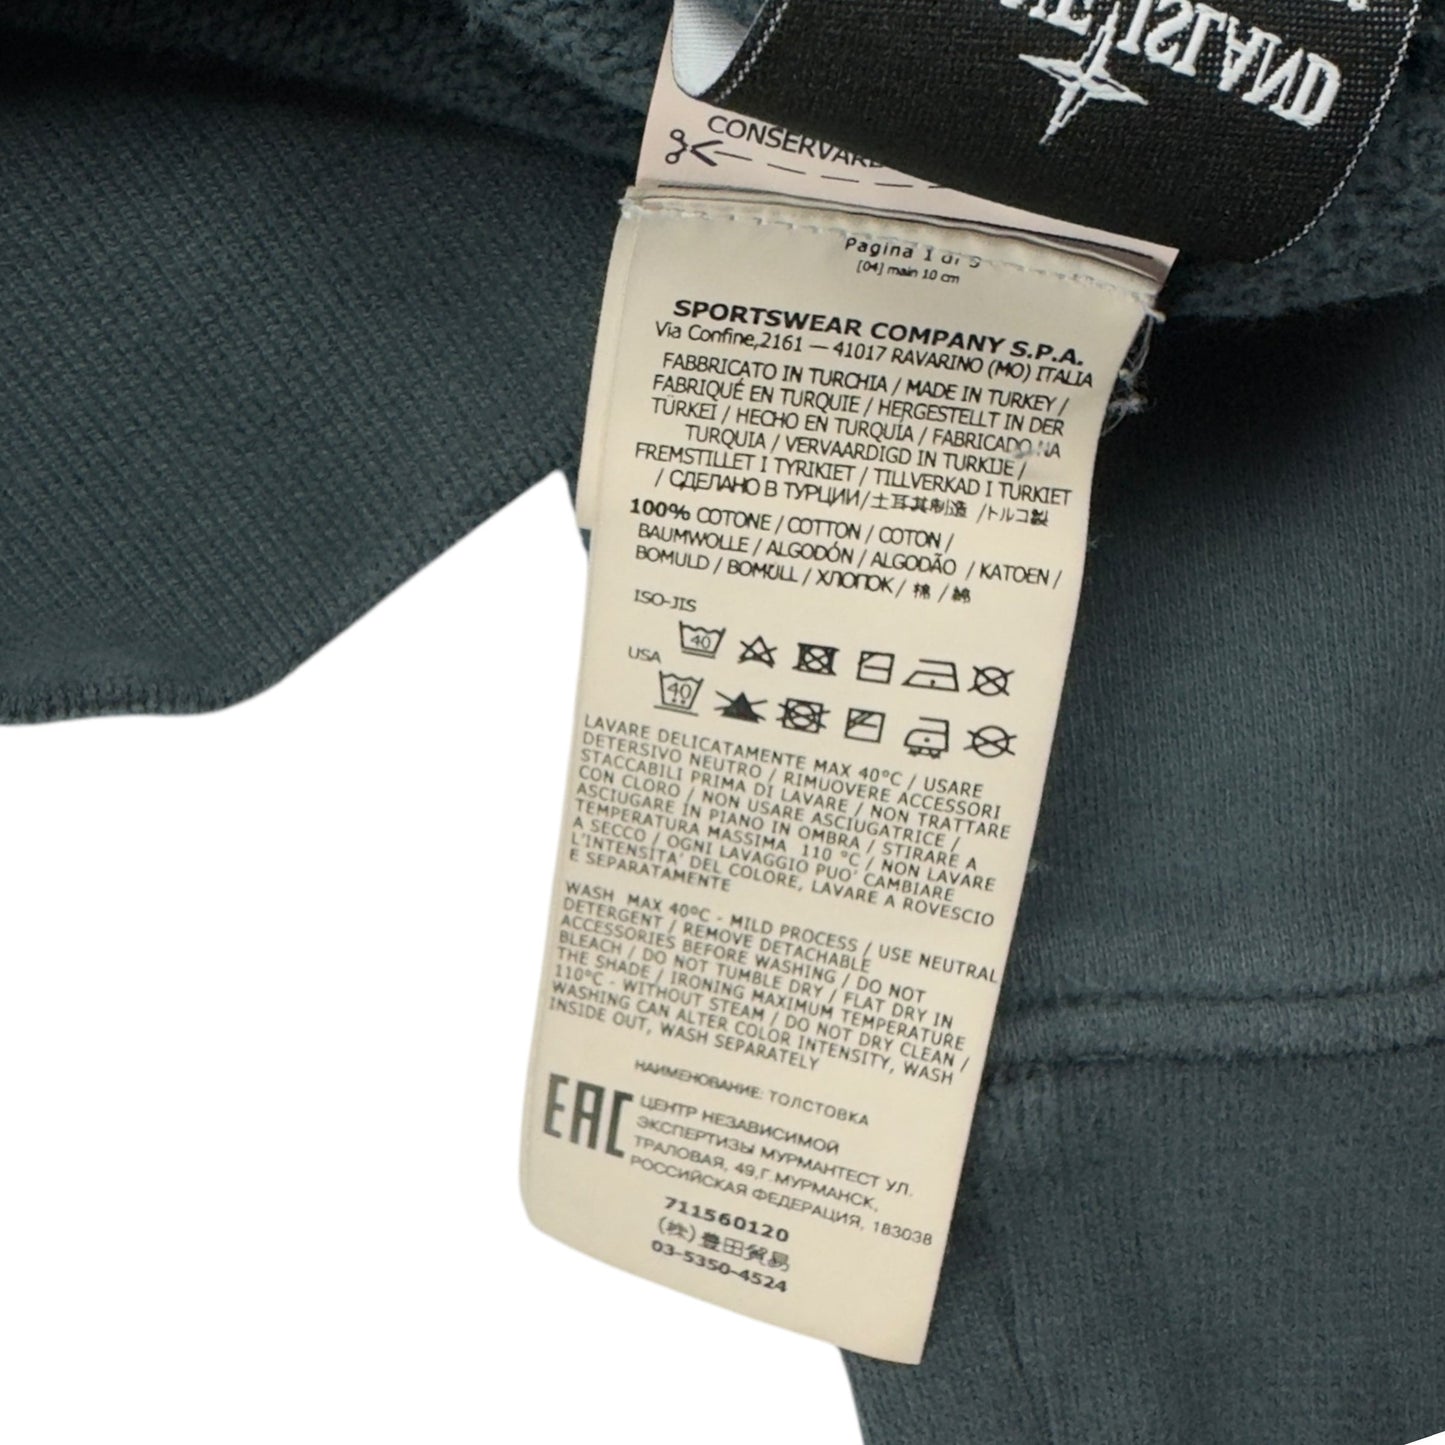 ISLAND
CONSERVARE
Pagina 1 di 5
[04] main 10 cm
SPORTSWEAR COMPANY S.P.A.
Via Confine,2161 — 41017 RAVARINO (MO) ITALIA
FABBRICATO IN TURCHIA / MADE IN TURKEY /
FABRIQUÉ EN TURQUIE / HERGESTELLT IN DER
TÜRKEI / HECHO EN TURQUÍA / FABRICADO NA
TURQUIA / VERVAARDIGD IN TURKIJE /
FREMSTILLET I TYRIKIET / TILLVERKAD I TURKIET
/ СДЕЛАНО В ТУРЦИИ/土耳其制造 /トルコ製
100% COTONE / COTTON / COTON /
BAUMWOLLE / ALGODÓN / ALGODÃO / KATOEN /
BOMULD / BOMULL / ХЛОПОК / 棉 / 綿
ISO-JIS
40
USA
40
LAVARE DELICATAMENTE MAX 40°C / USARE
DETERSIVO NEUTRO / RIMUOVERE ACCESSORI
STACCABILI PRIMA DI LAVARE / NON TRATTARE
CON CLORO / NON USARE ASCIUGATRICE /
ASCIUGARE IN PIANO IN OMBRA / STIRARE A
TEMPERATURA MASSIMA 110 °C / NON LAVARE
A SECCO / OGNI LAVAGGIO PUO' CAMBIARE
L'INTENSITA' DEL COLORE, LAVARE A ROVESCIO
E SEPARATAMENTE
WASH MAX 40°C - MILD PROCESS / USE NEUTRAL
DETERGENT / REMOVE DETACHABLE
ACCESSORIES BEFORE WASHING / DO NOT
BLEACH / DO NOT TUMBLE DRY / FLAT DRY IN
THE SHADE / IRONING MAXIMUM TEMPERATURE
110°C - WITHOUT STEAM / DO NOT DRY CLEAN /
WASHING CAN ALTER COLOR INTENSITY, WASH
INSIDE OUT, WASH SEPARATELY
НАИМЕНОВАНИЕ: ТОЛСТОВКА
EAC
ЦЕНТР НЕЗАВИСИМОЙ
ЭКСПЕРТИЗЫ МУРМАНТЕСТ УЛ.
ТРАЛОВАЯ, 49,Г.МУРМАНСК,
РОССИЙСКАЯ ФЕДЕРАЦИЯ, 183038
711560120
(株)豊田貿易
03-5350-4524